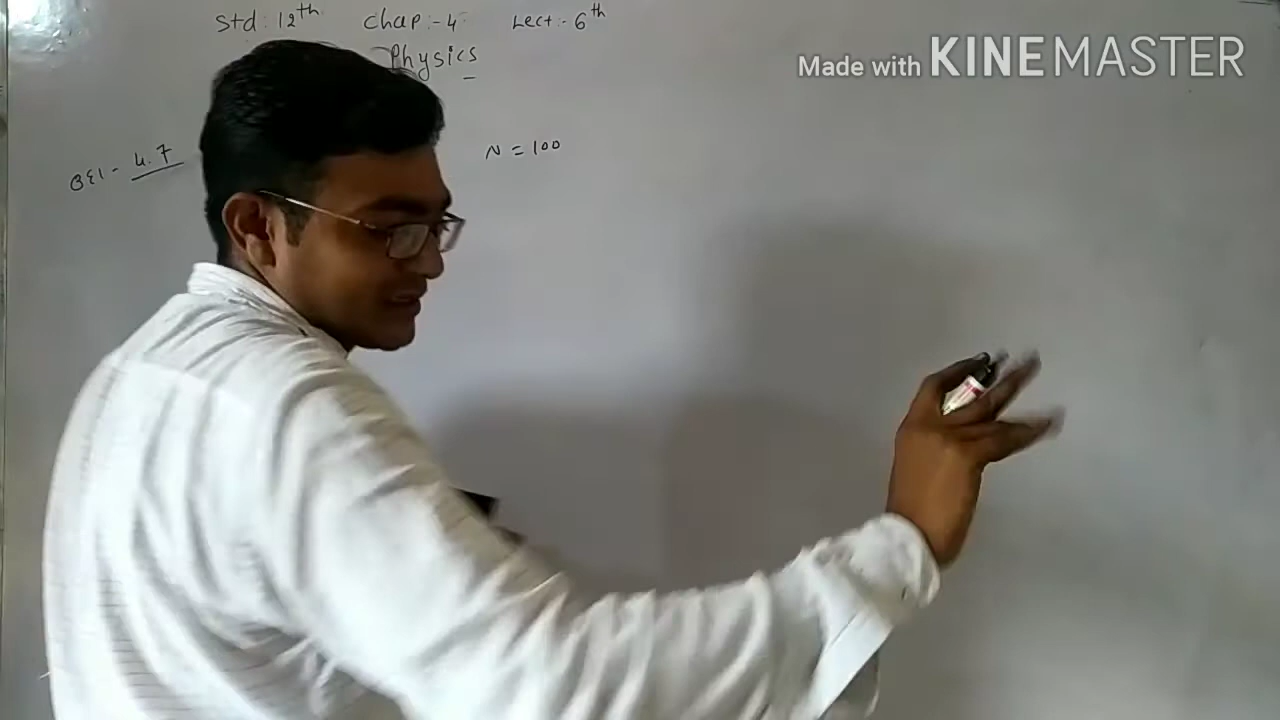 Std : 12th Chap :- 4 Lect :- 6th
Physics
Made with KINEMASTER
4.7
N = 100